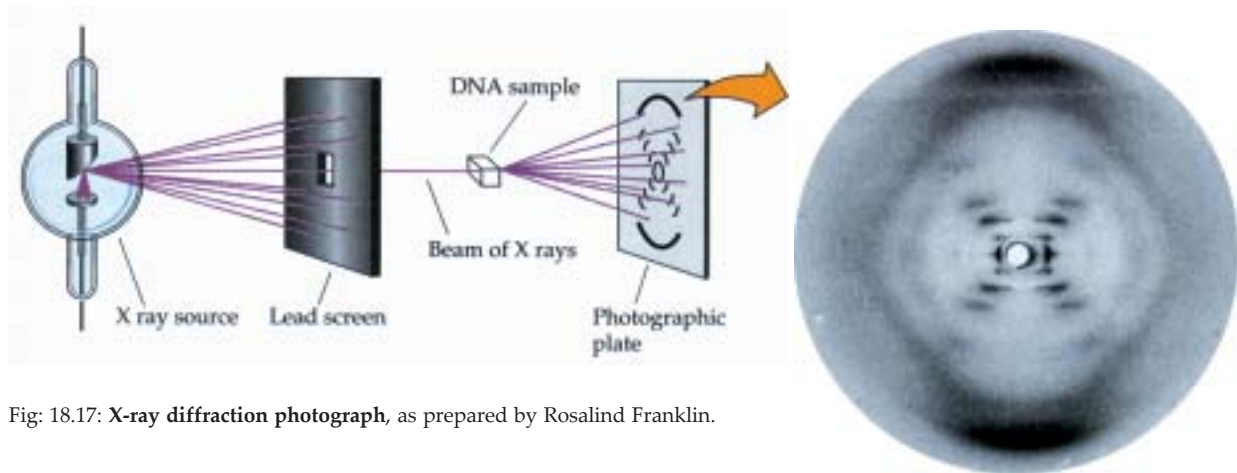 DNA sample
Beam of X rays
X ray source
Lead screen
Photographic
plate
Fig: 18.17: X-ray diffraction photograph, as prepared by Rosalind Franklin.